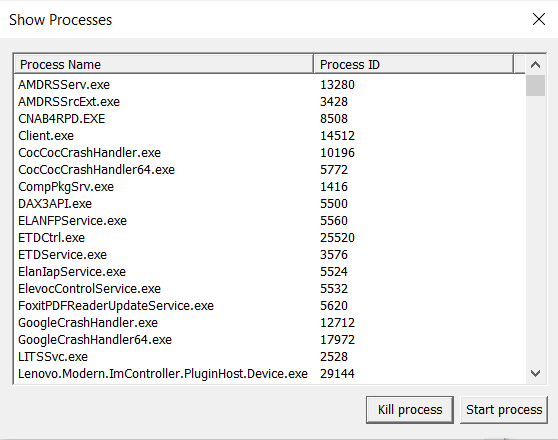 Show Processes
Process Name Process ID
AMDRSServ.exe 13280
AMDRSSrcExt.exe 3428
CNAB4RPD.EXE 8508
Client.exe 14512
CocCocCrashHandler.exe 10196
CocCocCrashHandler64.exe 5772
CompPkgSrv.exe 1416
DAX3API.exe 5500
ELANFPService.exe 5560
ETDCtrl.exe 25520
ETDService.exe 3576
ElanIapService.exe 5524
ElevocControlService.exe 5532
FoxitPDFReaderUpdateService.exe 5620
GoogleCrashHandler.exe 12712
GoogleCrashHandler64.exe 17972
LITSSvc.exe 2528
Lenovo.Modern.ImController.PluginHost.Device.exe 29144
Kill process Start process